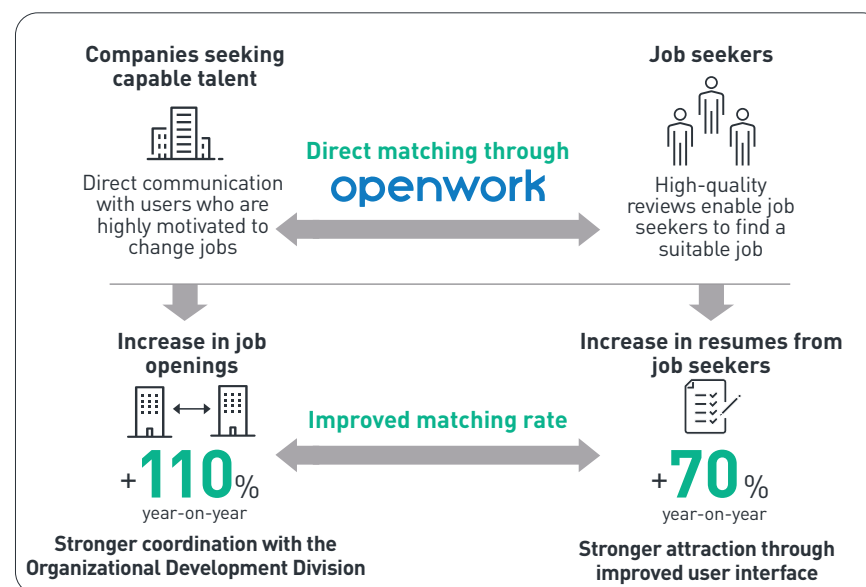 Companies seeking
capable talent
Direct communication
with users who are
highly motivated to
change jobs
Direct matching through
openwork
Job seekers
High-quality
reviews enable job
seekers to find a
suitable job
Increase in job
openings
+110%
year-on-year
Stronger coordination with the
Organizational Development Division
Improved matching rate
Increase in resumes from
job seekers
+70%
year-on-year
Stronger attraction through
improved user interface